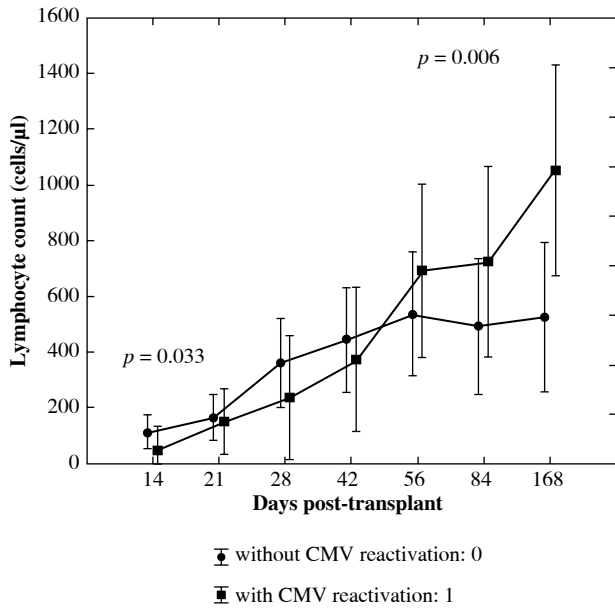 1600
1400
1200
1000
800
600
400
200
0
Lymphocyte count (cells/µl)
p = 0.006
p = 0.033
14 21 28 42 56 84 168
Days post-transplant
without CMV reactivation: 0
with CMV reactivation: 1